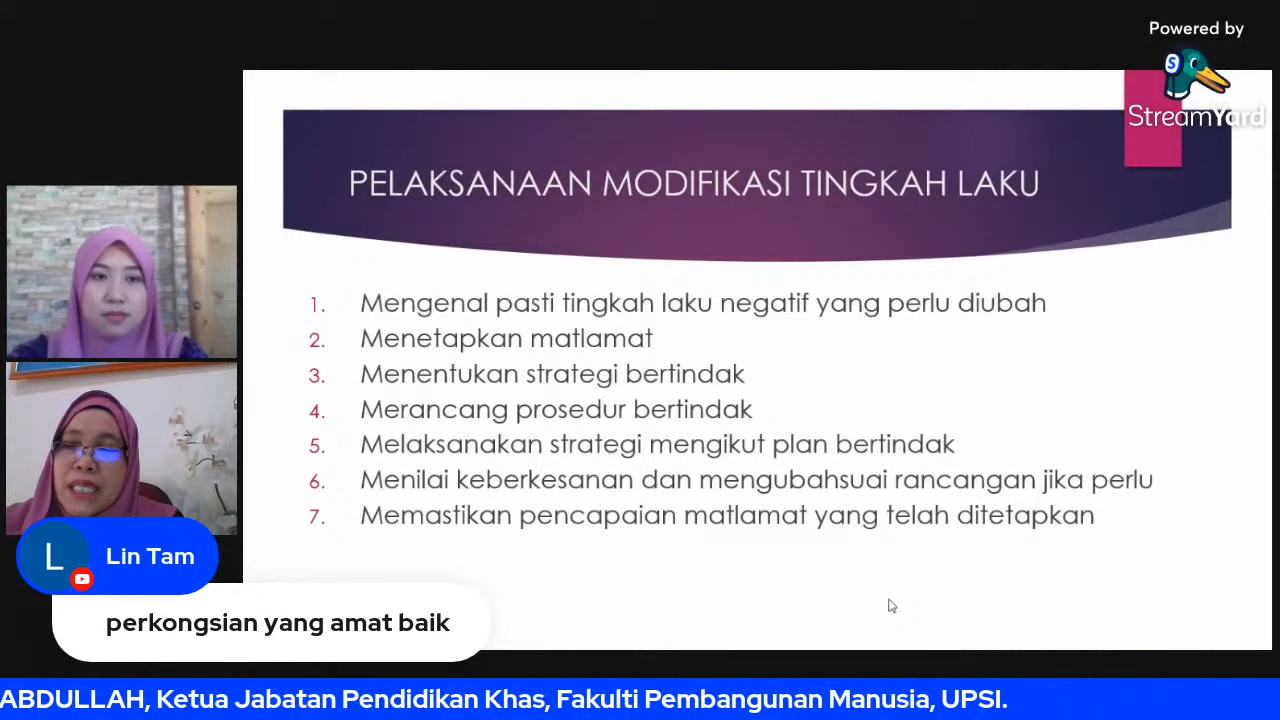 Powered by
S
StreamYard
PELAKSANAAN MODIFIKASI TINGKAH LAKU
1. Mengenal pasti tingkah laku negatif yang perlu diubah
2. Menetapkan matlamat
3. Menentukan strategi bertindak
4. Merancang prosedur bertindak
5. Melaksanakan strategi mengikut plan bertindak
6. Menilai keberkesanan dan mengubahsuai rancangan jika perlu
7. Memastikan pencapaian matlamat yang telah ditetapkan
L
Lin Tam
perkongsian yang amat baik
ABDULLAH, Ketua Jabatan Pendidikan Khas, Fakulti Pembangunan Manusia, UPSI.